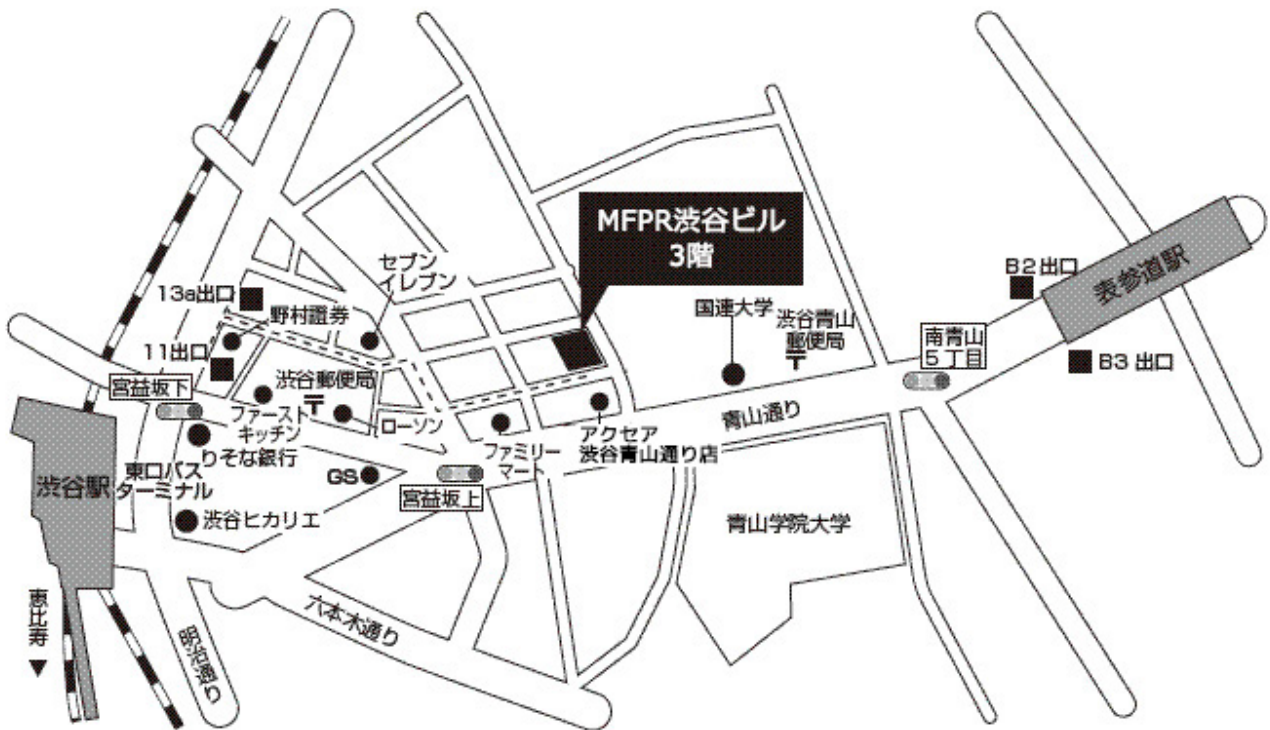 MFPR渋谷ビル
3階
セブン
イレブン
13a出口
野村證券
11出口
宮益坂下
渋谷郵便局
ファースト
キッチン
ローソン
りそな銀行
東口バス
ターミナル
渋谷駅
GS
宮益坂上
ファミリー
マート
アクセア
渋谷青山通り店
渋谷ヒカリエ
恵比寿
明治通り
六本木通り
国連大学
渋谷青山
郵便局
青山通り
青山学院大学
南青山
5丁目
B2出口
表参道駅
B3 出口